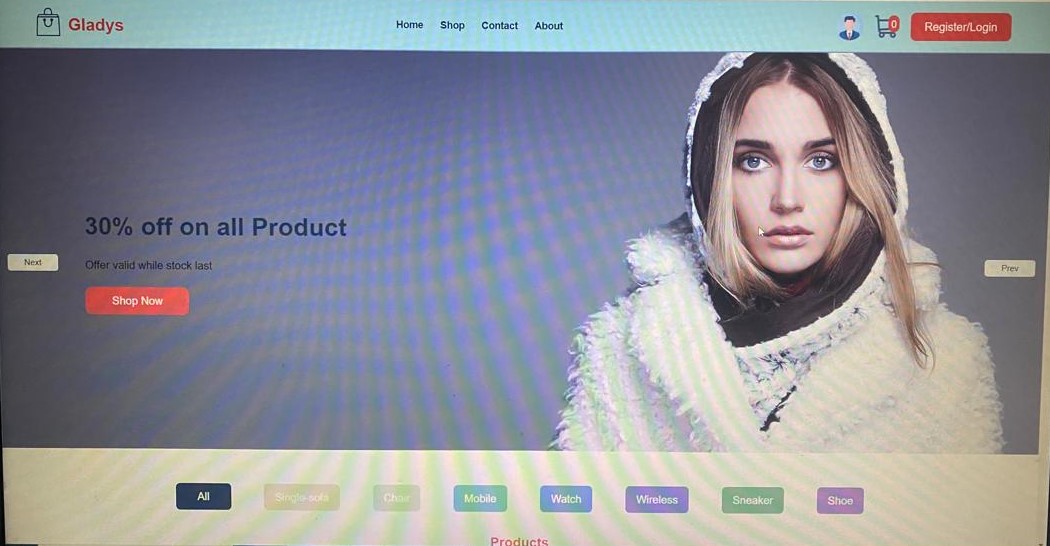 Gladys
Home Shop Contact About
0
Register/Login
30% off on all Product
Next
Offer valid while stock last
Prev
Shop Now
All Single-sofa Chair Mobile Watch Wireless Sneaker Shoe
Products